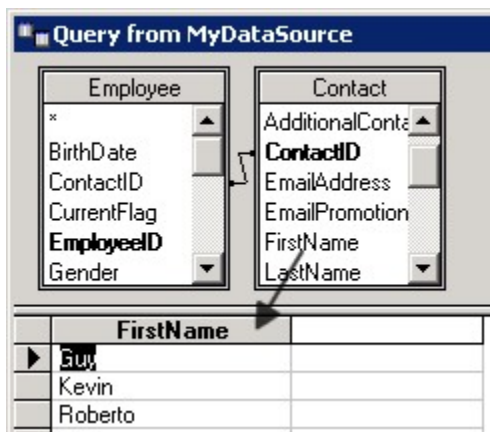 Query from MyDataSource
Employee
*
BirthDate
ContactID
CurrentFlag
EmployeeID
Gender
Contact
AdditionalConta
ContactID
EmailAddress
EmailPromotion
FirstName
LastName
FirstName
Guy
Kevin
Roberto